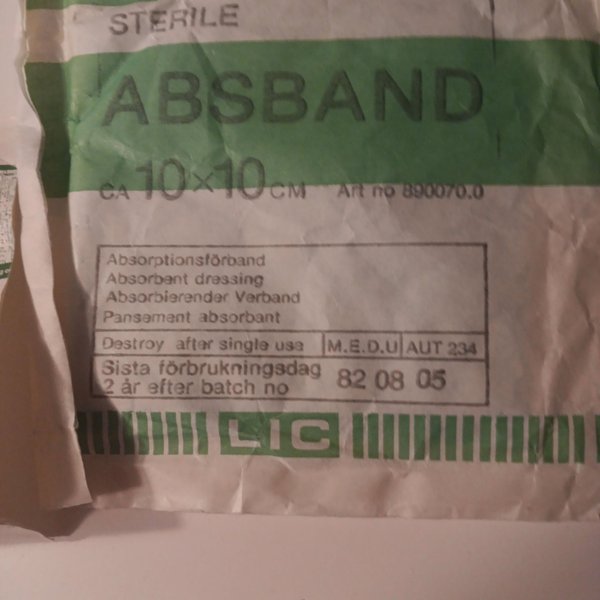 STERILE
ABSBAND
CA 10×10 CM Art no 890070.0
Absorptionsförband
Absorbent dressing
Absorbierender Verband
Pansement absorbant
Destroy after single use M.E.D.U AUT 234
Sista förbrukningsdag
2 år efter batch no 82 08 05
LIC